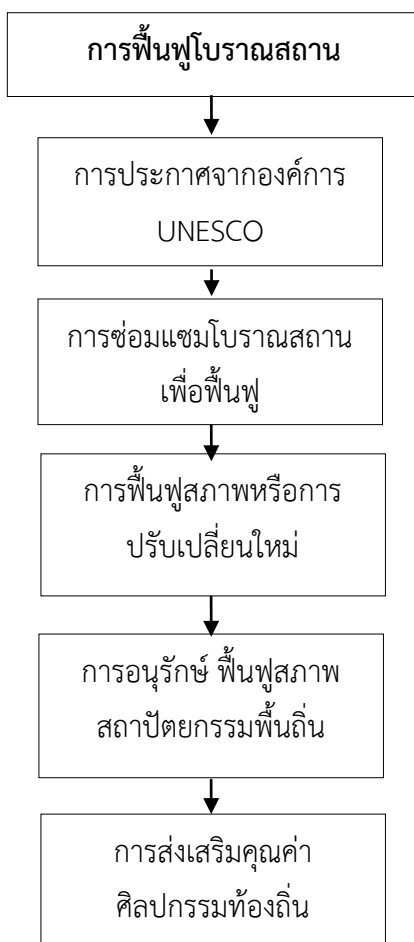 การฟื้นฟูโบราณสถาน
การประกาศจากองค์การ
UNESCO
การซ่อมแซมโบราณสถาน
เพื่อฟื้นฟู
การฟื้นฟูสภาพหรือการ
ปรับเปลี่ยนใหม่
การอนุรักษ์ ฟื้นฟูสภาพ
สถาปัตยกรรมพื้นถิ่น
การส่งเสริมคุณค่า
ศิลปกรรมท้องถิ่น